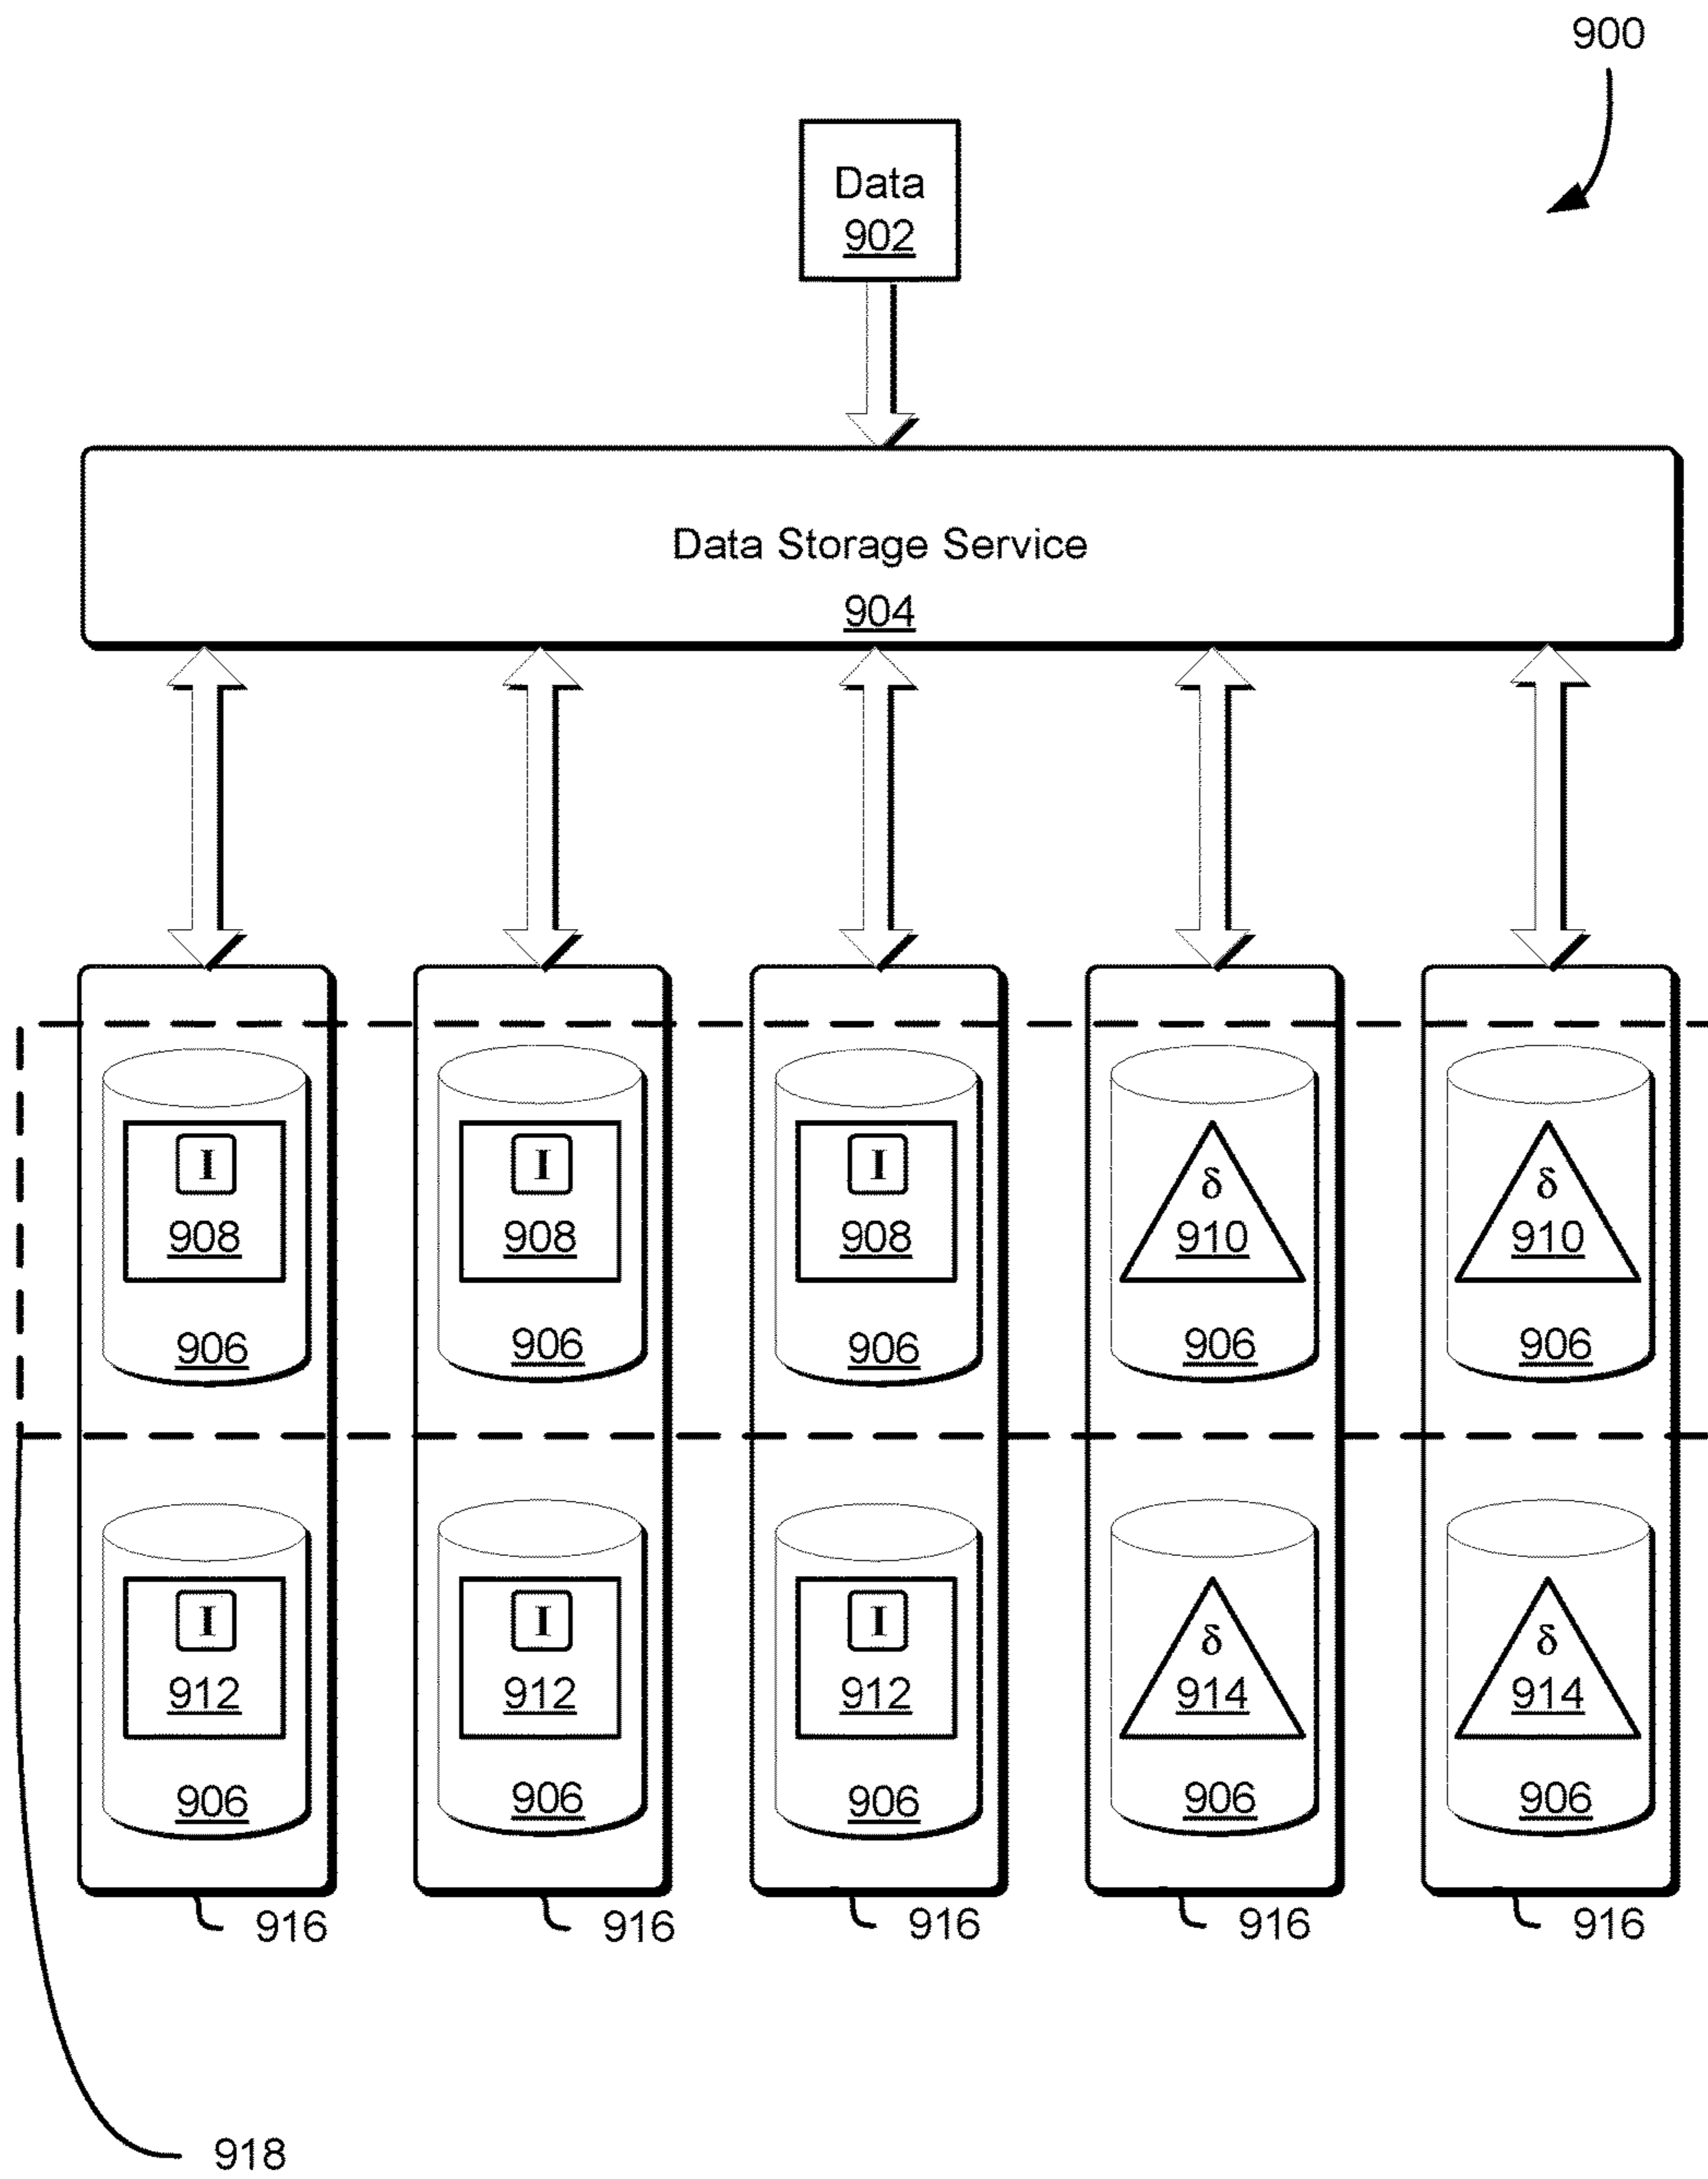 900
Data
902
Data Storage Service
904
I I I δ δ
908 908 908 910 910
906 906 906 906 906
I I I δ δ
912 912 912 914 914
906 906 906 906 906
916 916 916 916 916
918